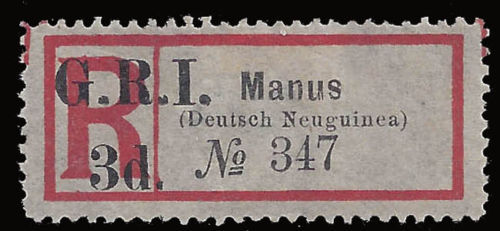 R
G.R.I.
3d.
Manus
(Deutsch Neuguinea)
№ 347